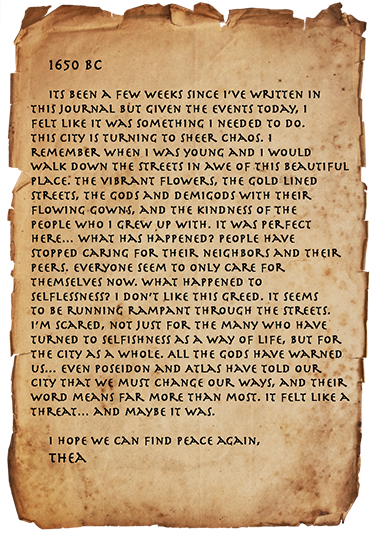 1650 BC
ITS BEEN A FEW WEEKS SINCE I'VE WRITTEN IN
THIS JOURNAL BUT GIVEN THE EVENTS TODAY, I
FELT LIKE IT WAS SOMETHING I NEEDED TO DO.
THIS CITY IS TURNING TO SHEER CHAOS. I
REMEMBER WHEN I WAS YOUNG AND I WOULD
WALK DOWN THE STREETS IN AWE OF THIS BEAUTIFUL
PLACE. THE VIBRANT FLOWERS, THE GOLD LINED
STREETS, THE GODS AND DEMIGODS WITH THEIR
FLOWING GOWNS, AND THE KINDNESS OF THE
PEOPLE WHO I GREW UP WITH. IT WAS PERFECT
HERE... WHAT HAS HAPPENED? PEOPLE HAVE
STOPPED CARING FOR THEIR NEIGHBORS AND THEIR
PEERS. EVERYONE SEEM TO ONLY CARE FOR
THEMSELVES NOW. WHAT HAPPENED TO
SELFLESSNESS? I DON'T LIKE THIS GREED. IT SEEMS
TO BE RUNNING RAMPANT THROUGH THE STREETS.
I'M SCARED, NOT JUST FOR THE MANY WHO HAVE
TURNED TO SELFISHNESS AS A WAY OF LIFE, BUT FOR
THE CITY AS A WHOLE. ALL THE GODS HAVE WARNED
US... EVEN POSEIDON AND ATLAS HAVE TOLD OUR
CITY THAT WE MUST CHANGE OUR WAYS, AND THEIR
WORD MEANS FAR MORE THAN MOST. IT FELT LIKE A
THREAT... AND MAYBE IT WAS.
I HOPE WE CAN FIND PEACE AGAIN,
THEA